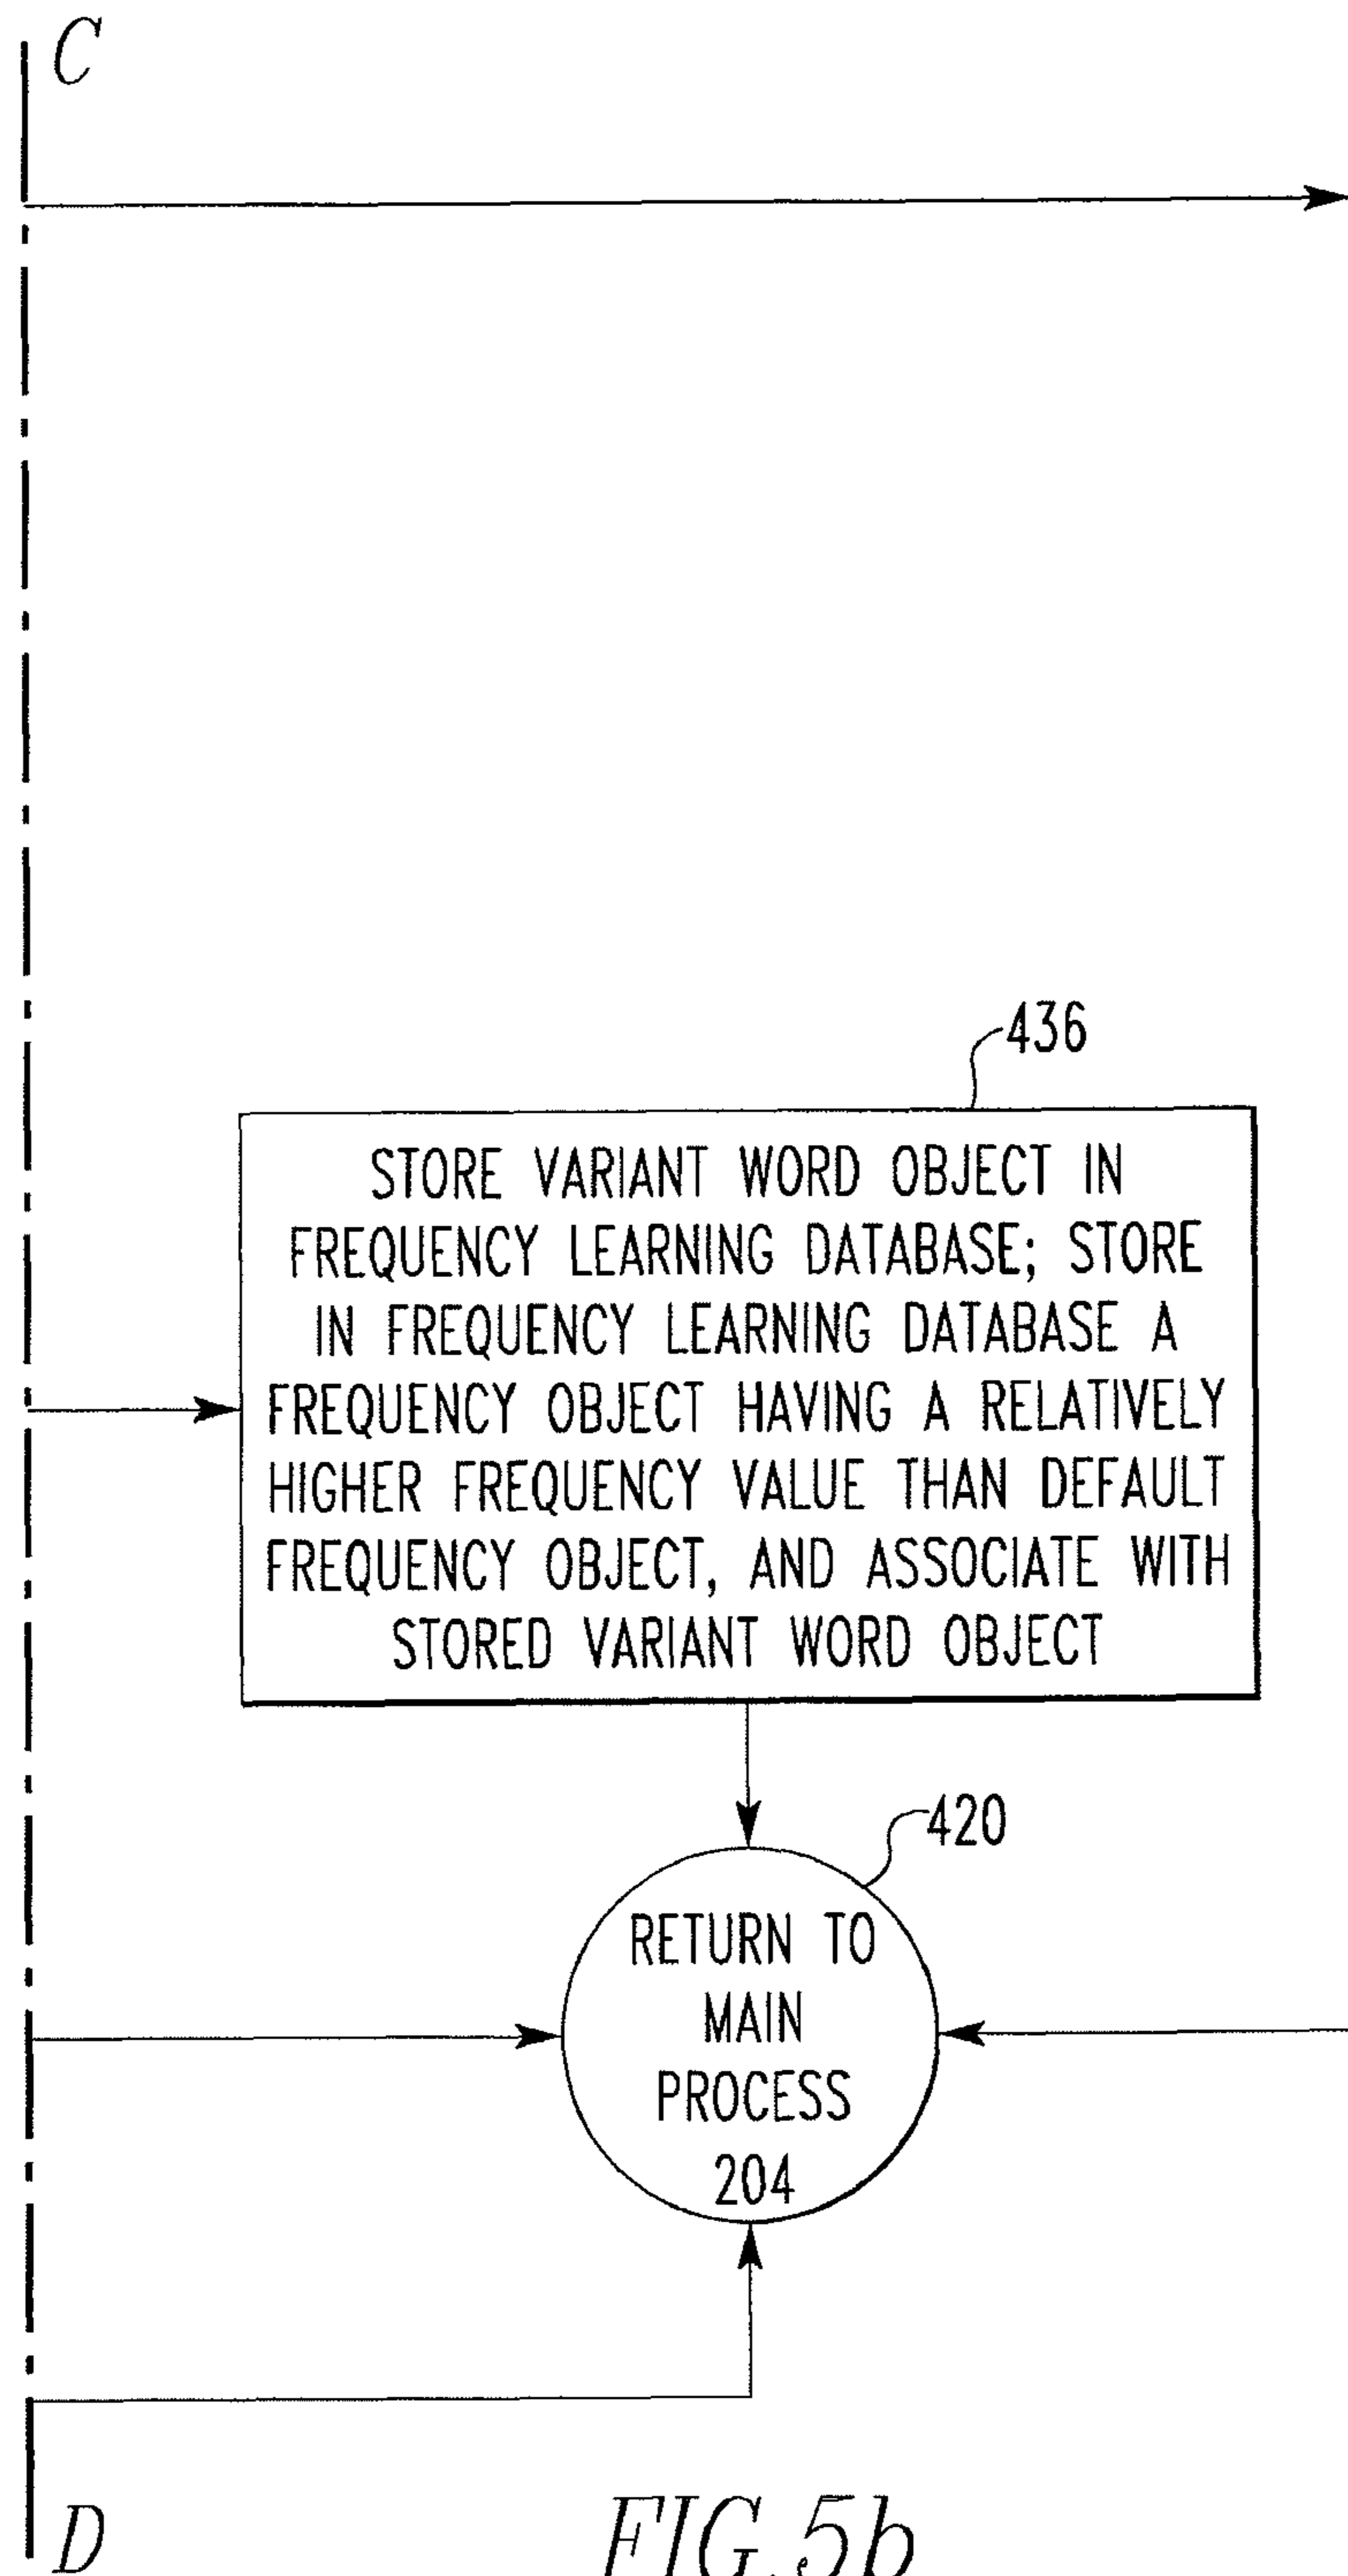 C
436
STORE VARIANT WORD OBJECT IN
FREQUENCY LEARNING DATABASE; STORE
IN FREQUENCY LEARNING DATABASE A
FREQUENCY OBJECT HAVING A RELATIVELY
HIGHER FREQUENCY VALUE THAN DEFAULT
FREQUENCY OBJECT, AND ASSOCIATE WITH
STORED VARIANT WORD OBJECT
420
RETURN TO
MAIN
PROCESS
204
D
FIG.5b